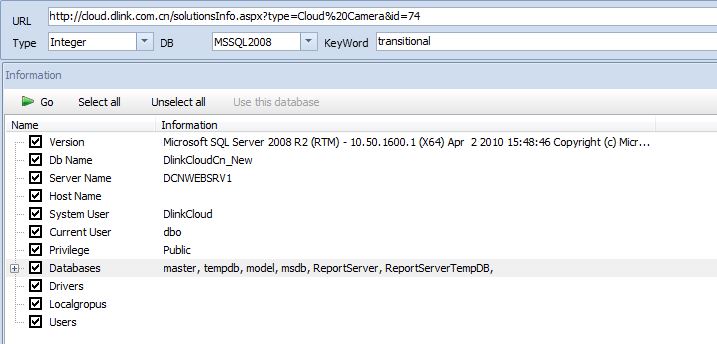 URL http://cloud.dlink.com.cn/solutionsInfo.aspx?type=Cloud%20Camera&id=74
Type Integer DB MSSQL2008 KeyWord transitional
Information
Go Select all Unselect all Use this database
Name Information
Version Microsoft SQL Server 2008 R2 (RTM) - 10.50.1600.1 (X64) Apr 2 2010 15:48:46 Copyright (c) Micr...
Db Name DlinkCloudCn_New
Server Name DCNWEBSRV1
Host Name
System User DlinkCloud
Current User dbo
Privilege Public
Databases master, tempdb, model, msdb, ReportServer, ReportServerTempDB,
Drivers
Localgropus
Users